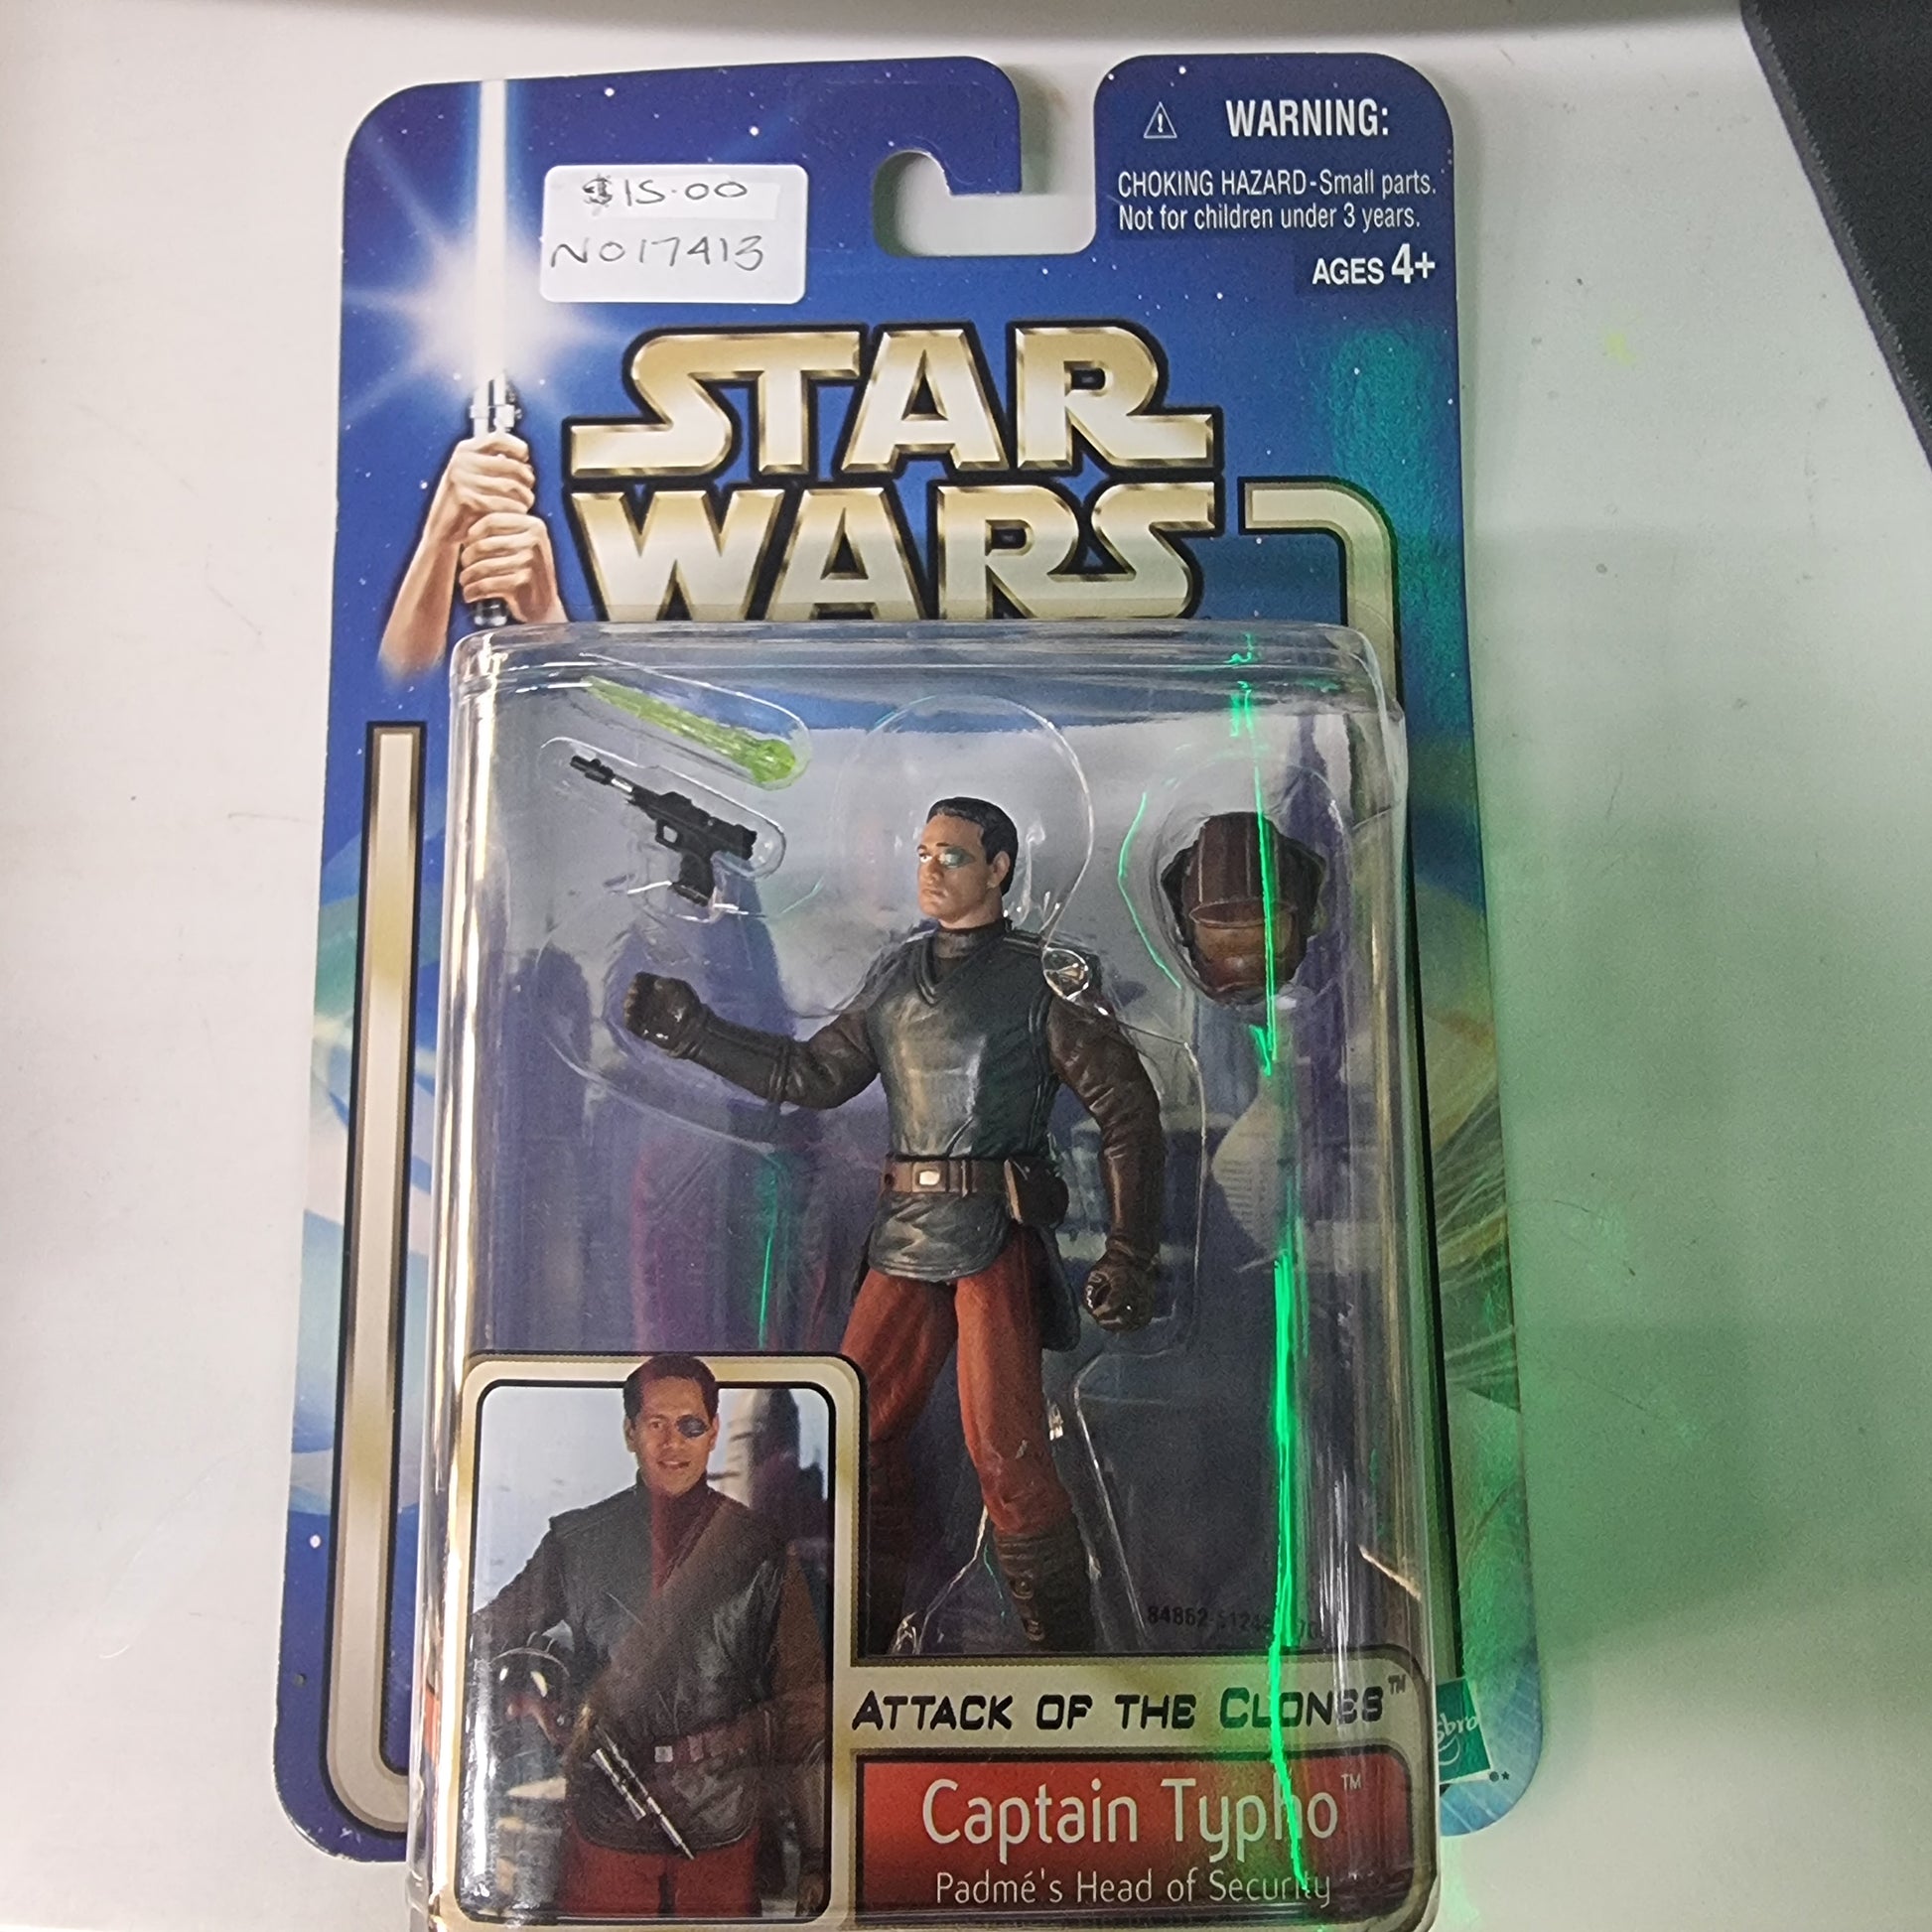 $15.00
NO17413
WARNING:
CHOKING HAZARD-Small parts.
Not for children under 3 years.
AGES 4+
STAR
WARS
ATTACK OF THE CLONES™
Captain Typho™
Padmé's Head of Security